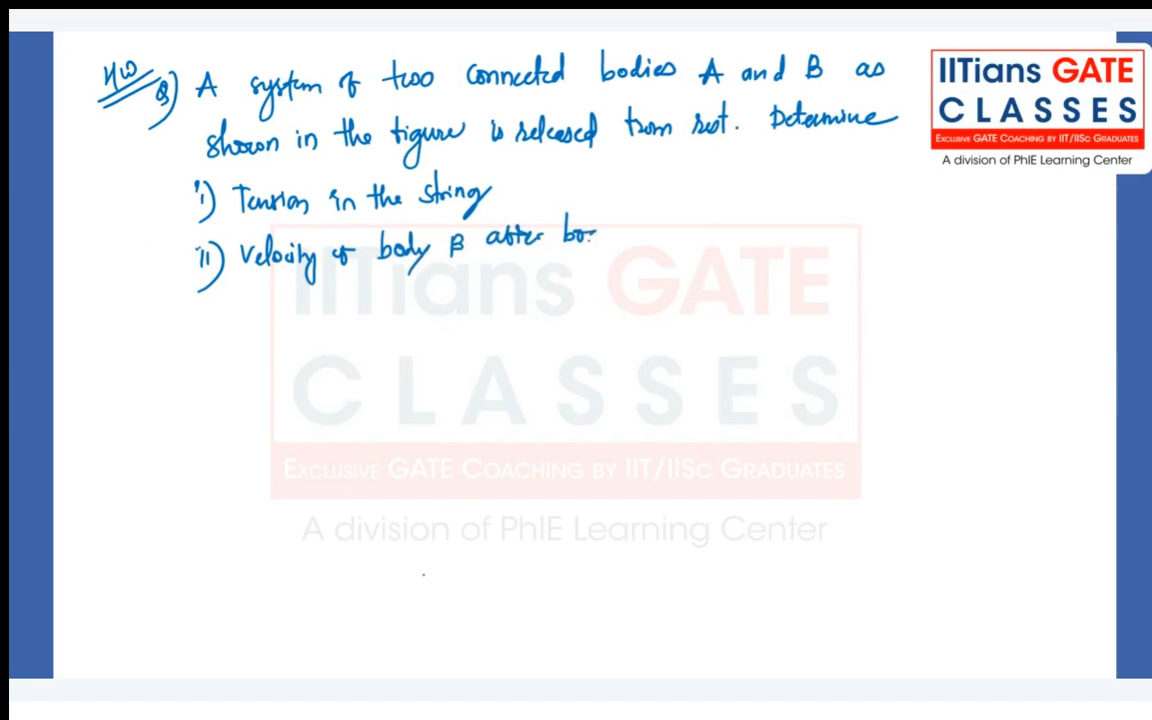 HW
Q) A system of two connected bodies A and B as
shown in the figure is released from rest. Determine
i) Tension in the string
ii) Velocity of body B after
IITians GATE
CLASSES
EXCLUSIVE GATE COACHING BY IIT/IISc GRADUATES
A division of PhIE Learning Center
IITians GATE
CLASSES
EXCLUSIVE GATE COACHING BY IIT/IISc GRADUATES
A division of PhIE Learning Center